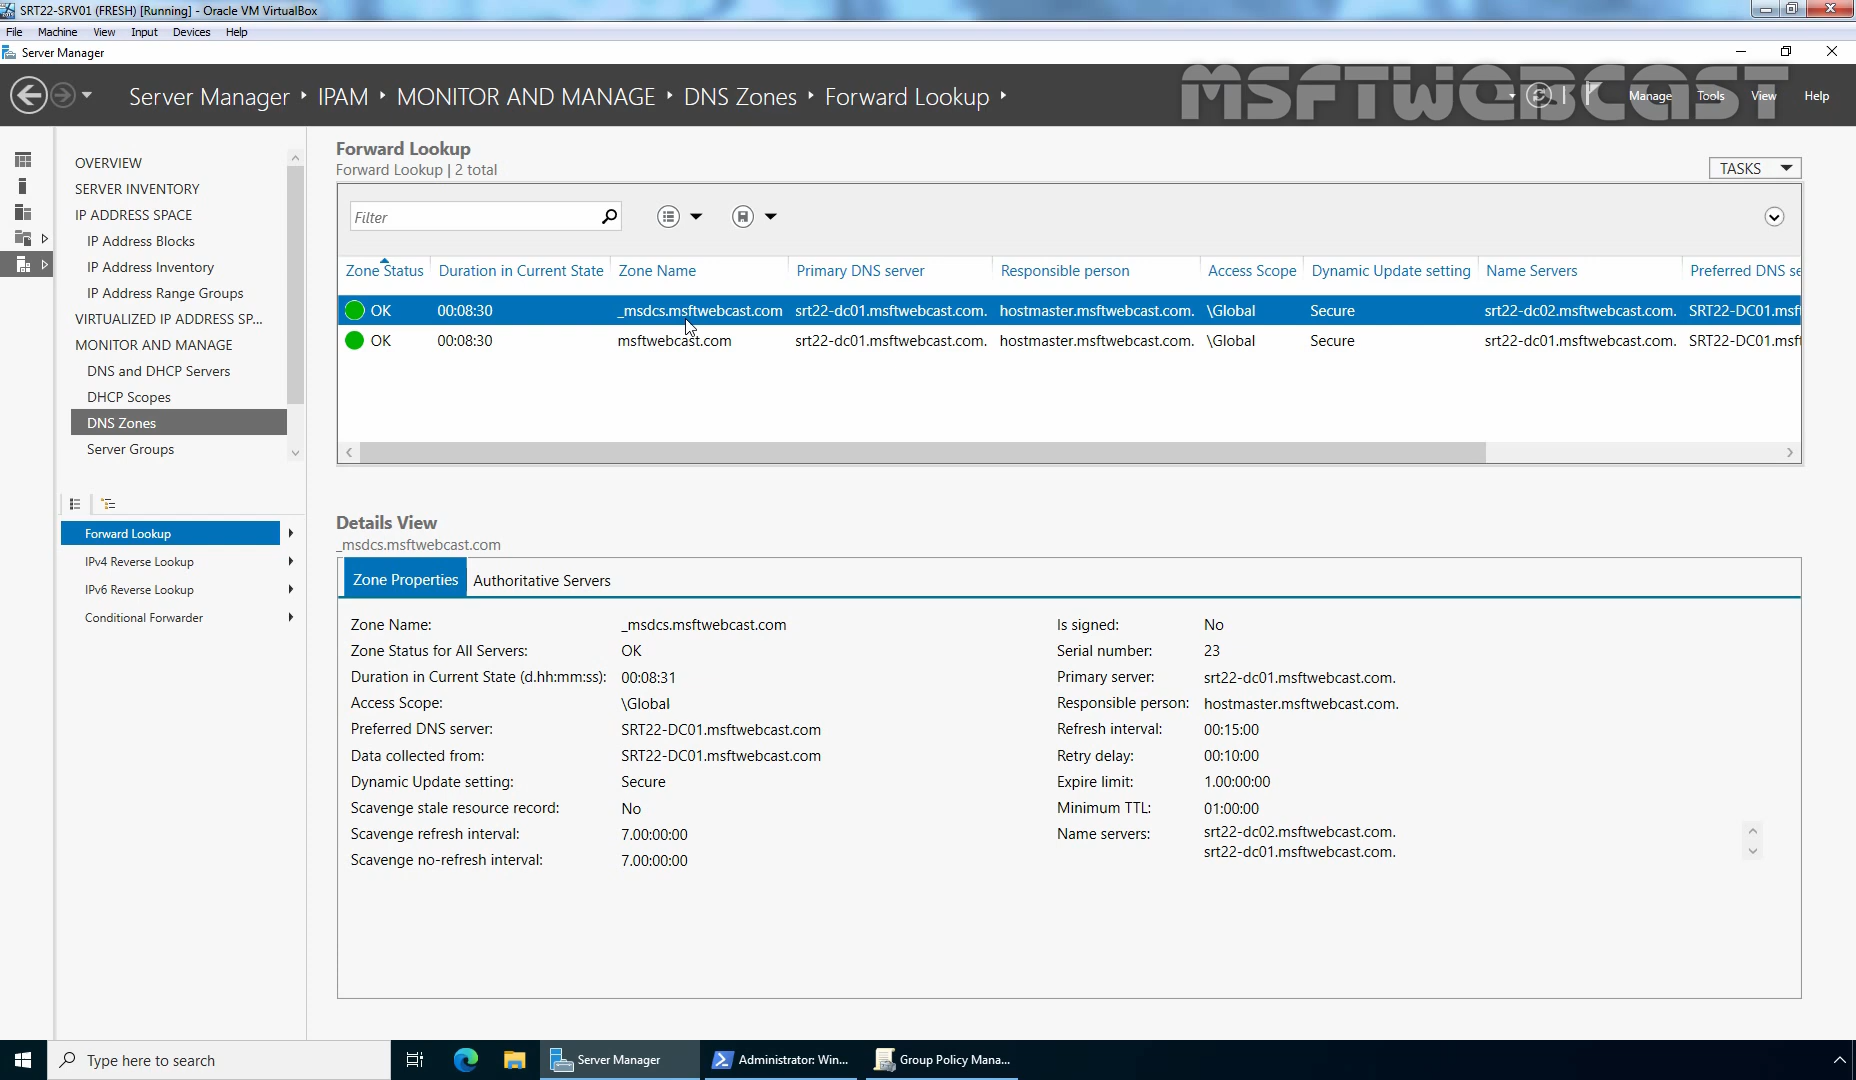 SRT22-SRV01 (FRESH) [Running] - Oracle VM VirtualBox
File Machine View Input Devices Help
Server Manager
Server Manager IPAM MONITOR AND MANAGE DNS Zones Forward Lookup
MSFTWEBCAST
Manage Tools View Help
OVERVIEW
SERVER INVENTORY
IP ADDRESS SPACE
IP Address Blocks
IP Address Inventory
IP Address Range Groups
VIRTUALIZED IP ADDRESS SP...
MONITOR AND MANAGE
DNS and DHCP Servers
DHCP Scopes
DNS Zones
Server Groups
Forward Lookup
IPv4 Reverse Lookup
IPv6 Reverse Lookup
Conditional Forwarder
Forward Lookup
Forward Lookup | 2 total
TASKS
Filter
Zone Status Duration in Current State Zone Name Primary DNS server Responsible person Access Scope Dynamic Update setting Name Servers Preferred DNS se
OK 00:08:30 _msdcs.msftwebcast.com srt22-dc01.msftwebcast.com. hostmaster.msftwebcast.com. \Global Secure srt22-dc02.msftwebcast.com. SRT22-DC01.msft
OK 00:08:30 msftwebcast.com srt22-dc01.msftwebcast.com. hostmaster.msftwebcast.com. \Global Secure srt22-dc01.msftwebcast.com. SRT22-DC01.msft
Details View
_msdcs.msftwebcast.com
Zone Properties Authoritative Servers
Zone Name: _msdcs.msftwebcast.com
Zone Status for All Servers: OK
Duration in Current State (d.hh:mm:ss): 00:08:31
Access Scope: \Global
Preferred DNS server: SRT22-DC01.msftwebcast.com
Data collected from: SRT22-DC01.msftwebcast.com
Dynamic Update setting: Secure
Scavenge stale resource record: No
Scavenge refresh interval: 7.00:00:00
Scavenge no-refresh interval: 7.00:00:00
Is signed: No
Serial number: 23
Primary server: srt22-dc01.msftwebcast.com.
Responsible person: hostmaster.msftwebcast.com.
Refresh interval: 00:15:00
Retry delay: 00:10:00
Expire limit: 1.00:00:00
Minimum TTL: 01:00:00
Name servers: srt22-dc02.msftwebcast.com.
srt22-dc01.msftwebcast.com.
Type here to search
Server Manager
Administrator: Win...
Group Policy Mana...